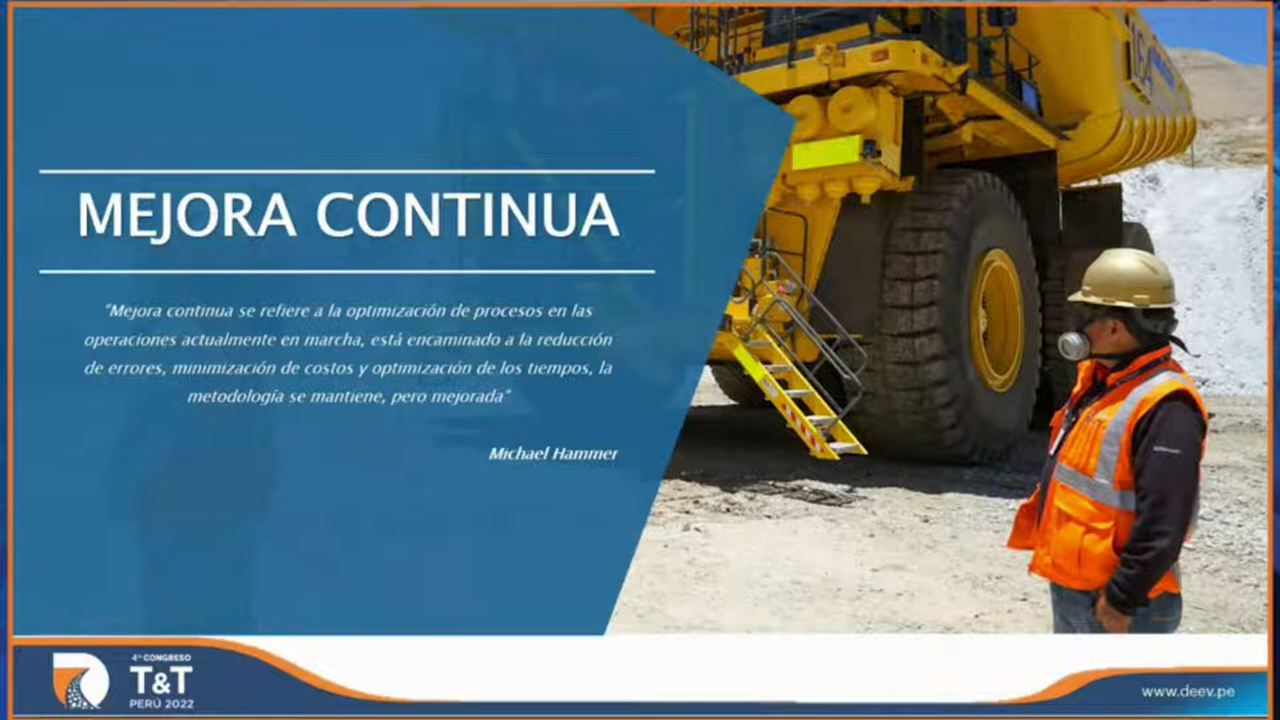 MEJORA CONTINUA
"Mejora continua se refiere a la optimización de procesos en las
operaciones actualmente en marcha, está encaminado a la reducción
de errores, minimización de costos y optimización de los tiempos, la
metodología se mantiene, pero mejorada"
Michael Hammer
4to CONGRESO
T&T
PERÚ 2022
www.deev.pe